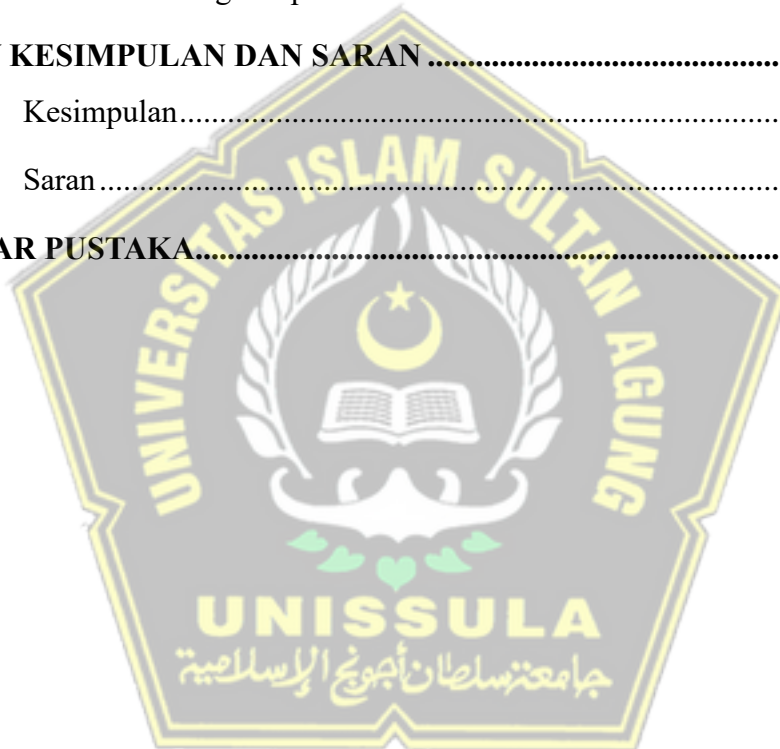 KESIMPULAN DAN SARAN ........................................
Kesimpulan........................................................................
Saran..................................................................................
AR PUSTAKA.....................................................................
UNIVERSITAS ISLAM SULTAN AGUNG
UNISSULA
جامعة سلطان أجونج الإسلامية